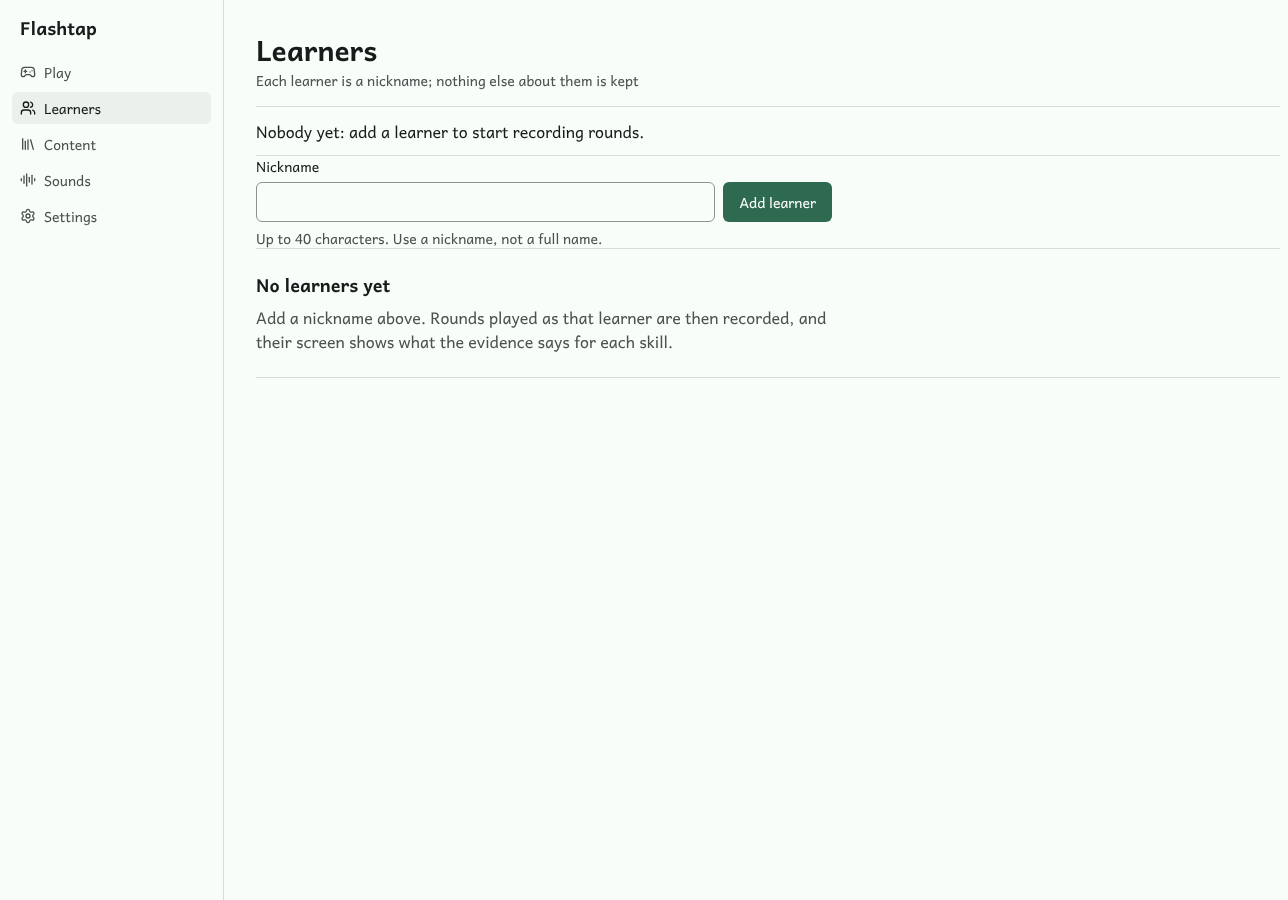 Flashtap
Play
Learners
Content
Sounds
Settings
Learners
Each learner is a nickname; nothing else about them is kept
Nobody yet: add a learner to start recording rounds.
Nickname
Add learner
Up to 40 characters. Use a nickname, not a full name.
No learners yet
Add a nickname above. Rounds played as that learner are then recorded, and
their screen shows what the evidence says for each skill.